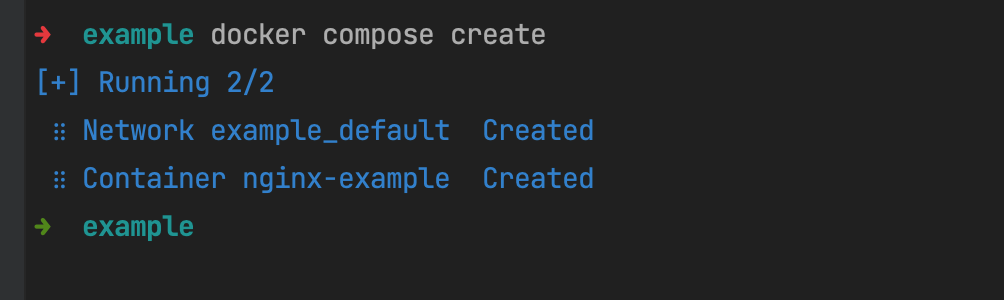 ➜  example docker compose create
[+] Running 2/2
 ⠿ Network example_default  Created
 ⠿ Container nginx-example  Created
➜  example